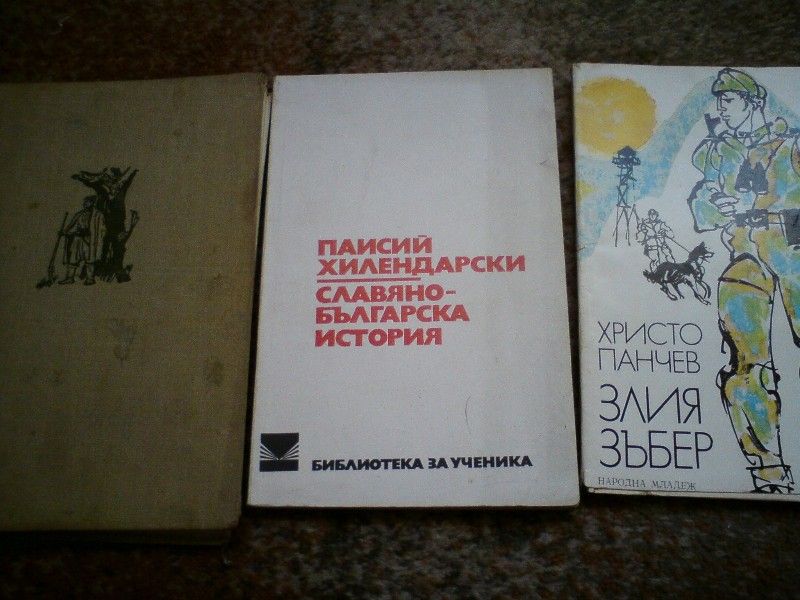 ПАИСИЙ
ХИЛЕНДАРСКИ
СЛАВЯНО-
БЪЛГАРСКА
ИСТОРИЯ
БИБЛИОТЕКА ЗА УЧЕНИКА
ХРИСТО
ПАНЧЕВ
ЗЛИЯ
ЗЪБЕР
НАРОДНА МЛАДЕЖ